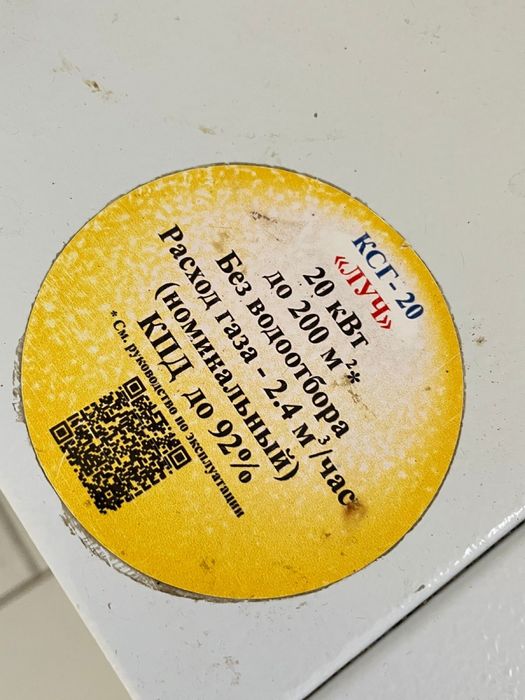 КСГ - 20
«ЛУЧ»
20 кВт
до 200 м²*
Без водоотбора
Расход газа - 2.4 м³/час
(номинальный)
КПД до 92%
* См. руководство по эксплуатации